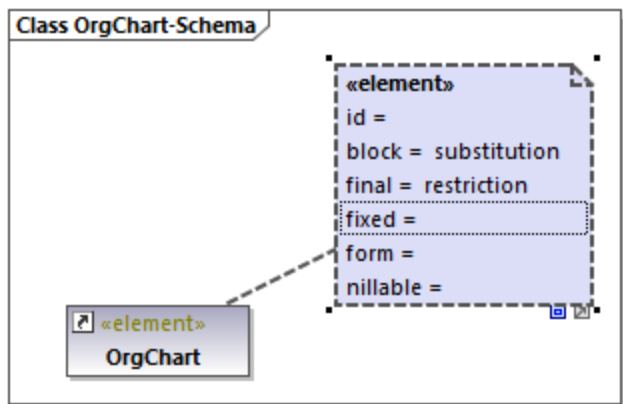 Class OrgChart-Schema
«element»
id =
block = substitution
final = restriction
fixed =
form =
nillable =
«element»
OrgChart